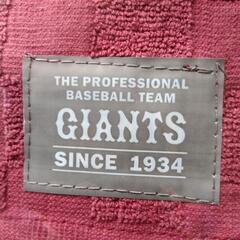 THE PROFESSIONAL
BASEBALL TEAM
GIANTS
SINCE 1934